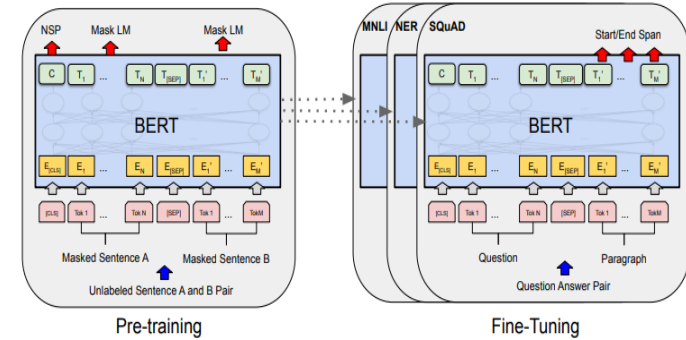 NSP Mask LM Mask LM
C T1 ... TN T[SEP] T1' ... TM'
BERT
E[CLS] E1 ... EN E[SEP] E1' ... EM'
[CLS] Tok 1 ... Tok N [SEP] Tok 1 ... TokM
Masked Sentence A Masked Sentence B
Unlabeled Sentence A and B Pair
Pre-training
MNLI NER SQuAD
Start/End Span
C T1 ... TN T[SEP] T1' ... TM'
BERT
E[CLS] E1 ... EN E[SEP] E1' ... EM'
[CLS] Tok 1 ... Tok N [SEP] Tok 1 ... TokM
Question Paragraph
Question Answer Pair
Fine-Tuning